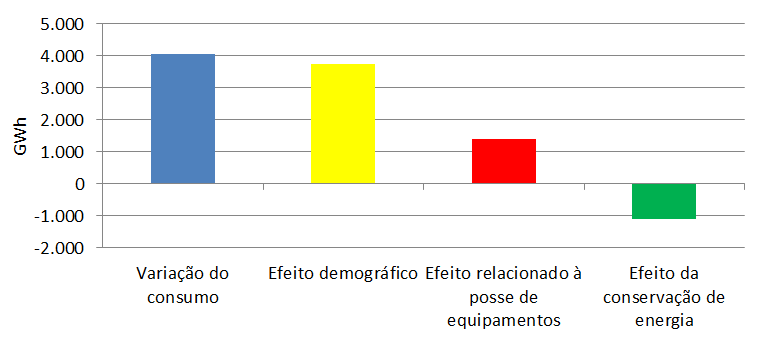 5.000
4.000
3.000
2.000
1.000
0
-1.000
-2.000
GWh
Variação do
consumo
Efeito demográfico
Efeito relacionado à
posse de
equipamentos
Efeito da
conservação de
energia